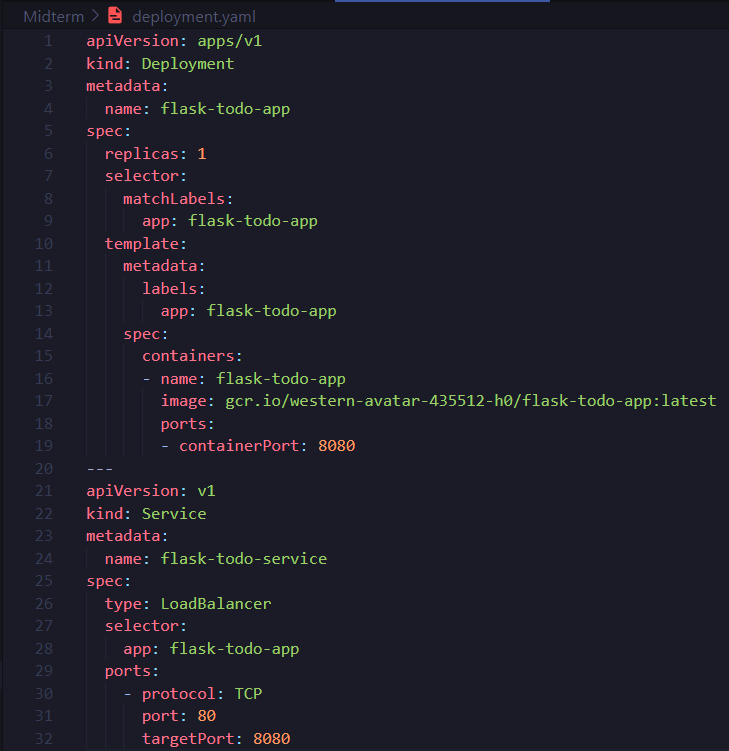 Midterm > deployment.yaml
1 apiVersion: apps/v1
2 kind: Deployment
3 metadata:
4   name: flask-todo-app
5 spec:
6   replicas: 1
7   selector:
8     matchLabels:
9       app: flask-todo-app
10   template:
11     metadata:
12       labels:
13         app: flask-todo-app
14     spec:
15       containers:
16       - name: flask-todo-app
17         image: gcr.io/western-avatar-435512-h0/flask-todo-app:latest
18         ports:
19         - containerPort: 8080
20 ---
21 apiVersion: v1
22 kind: Service
23 metadata:
24   name: flask-todo-service
25 spec:
26   type: LoadBalancer
27   selector:
28     app: flask-todo-app
29   ports:
30     - protocol: TCP
31       port: 80
32       targetPort: 8080